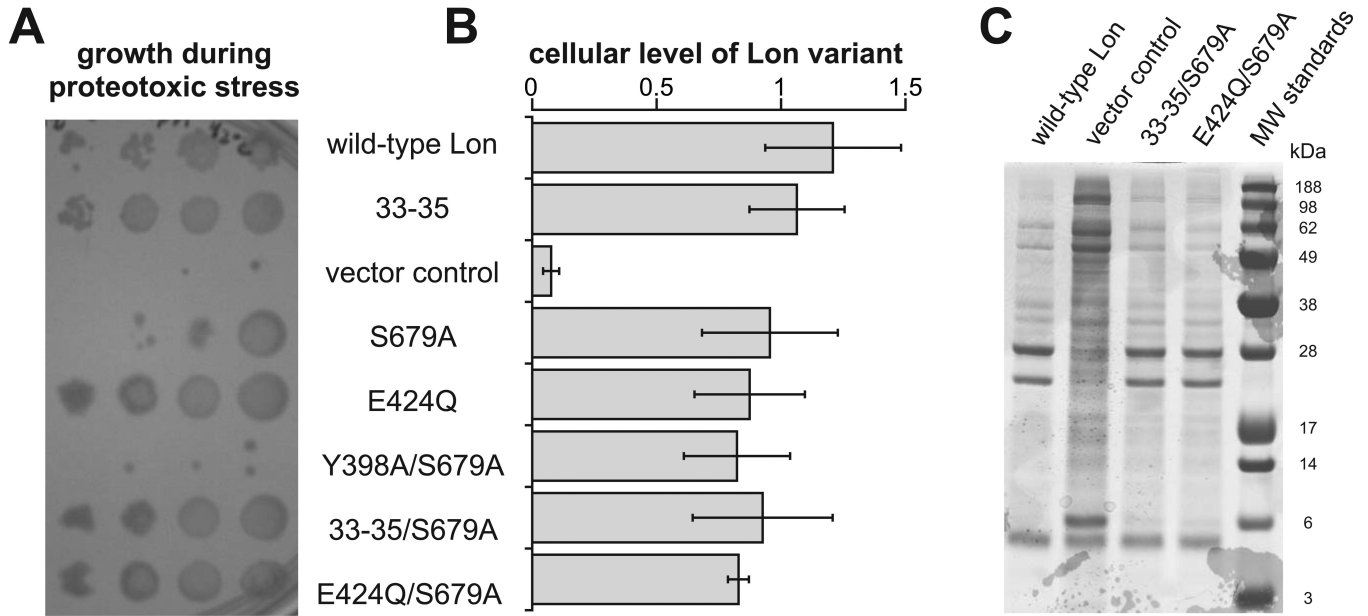 A
growth during
proteotoxic stress
B
cellular level of Lon variant
0 0.5 1 1.5
wild-type Lon
33-35
vector control
S679A
E424Q
Y398A/S679A
33-35/S679A
E424Q/S679A
C
wild-type Lon
vector control
33-35/S679A
E424Q/S679A
MW standards
kDa
188
98
62
49
38
28
17
14
6
3